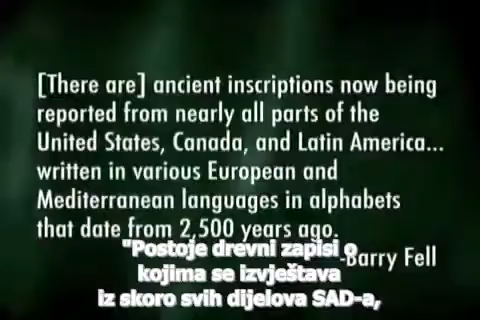 [There are] ancient inscriptions now being
reported from nearly all parts of the
United States, Canada, and Latin America...
written in various European and
Mediterranean languages in alphabets
that date from 2,500 years ago.
-Barry Fell
"Postoje drevni zapisi o
kojima se izvještava
iz skoro svih dijelova SAD-a,